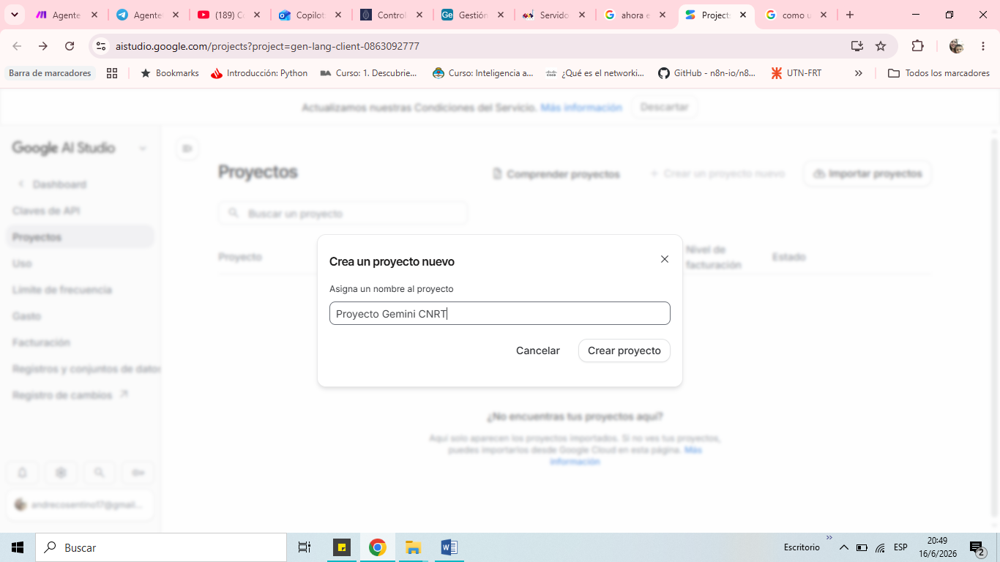 Agente
Agente
(189) C
Copilot
Control
Ge Gestión
Servido
ahora e
Projects
como u
aistudio.google.com/projects?project=gen-lang-client-0863092777
Barra de marcadores
Bookmarks
Introducción: Python
BA Curso: 1. Descubrie...
Curso: Inteligencia a...
cisco ¿Qué es el networki...
GitHub - n8n-io/n8...
UTN-FRT
»
Todos los marcadores
Actualizamos nuestras Condiciones del Servicio. Más información
Descartar
Google AI Studio
Dashboard
Claves de API
Proyectos
Uso
Límite de frecuencia
Gasto
Facturación
Registros y conjuntos de datos
Registro de cambios
andrecosentino17@gmail...
Proyectos
Comprender proyectos
+ Crear un proyecto nuevo
Importar proyectos
Buscar un proyecto
Proyecto
Nivel de
facturación
Estado
Crea un proyecto nuevo
Asigna un nombre al proyecto
Proyecto Gemini CNRT
Cancelar
Crear proyecto
¿No encuentras tus proyectos aquí?
Aquí solo aparecen los proyectos importados. Si no ves tus proyectos,
puedes importarlos desde Google Cloud en esta página. Más
información
Buscar
Escritorio
»
ESP
20:49
16/6/2026
2